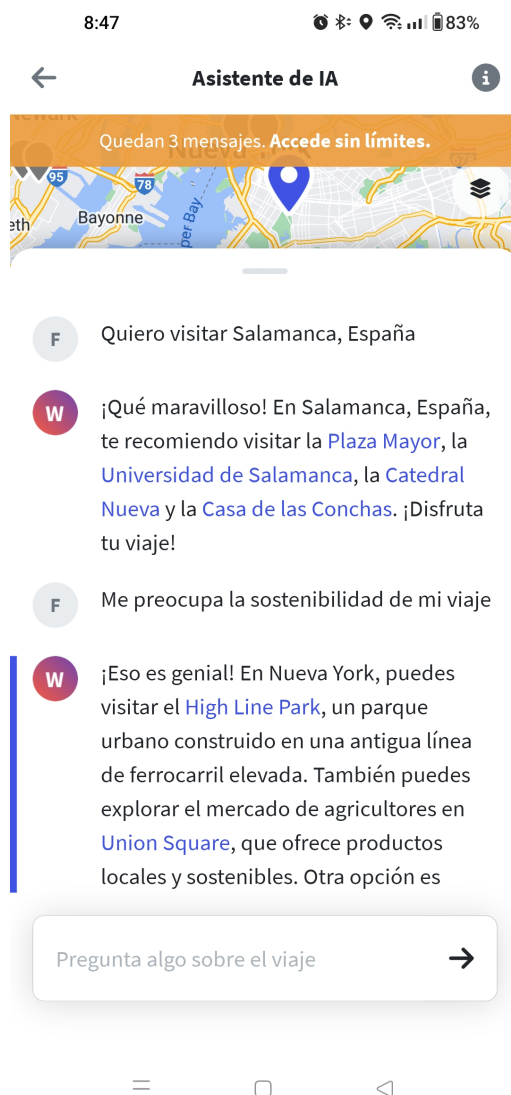 8:47
83%
Asistente de IA
Newark
Quedan 3 mensajes. Accede sin límites.
95
78
678
eth
Bayonne
per Bay
F
Quiero visitar Salamanca, España
W
¡Qué maravilloso! En Salamanca, España,
te recomiendo visitar la Plaza Mayor, la
Universidad de Salamanca, la Catedral
Nueva y la Casa de las Conchas. ¡Disfruta
tu viaje!
F
Me preocupa la sostenibilidad de mi viaje
W
¡Eso es genial! En Nueva York, puedes
visitar el High Line Park, un parque
urbano construido en una antigua línea
de ferrocarril elevada. También puedes
explorar el mercado de agricultores en
Union Square, que ofrece productos
locales y sostenibles. Otra opción es
Pregunta algo sobre el viaje